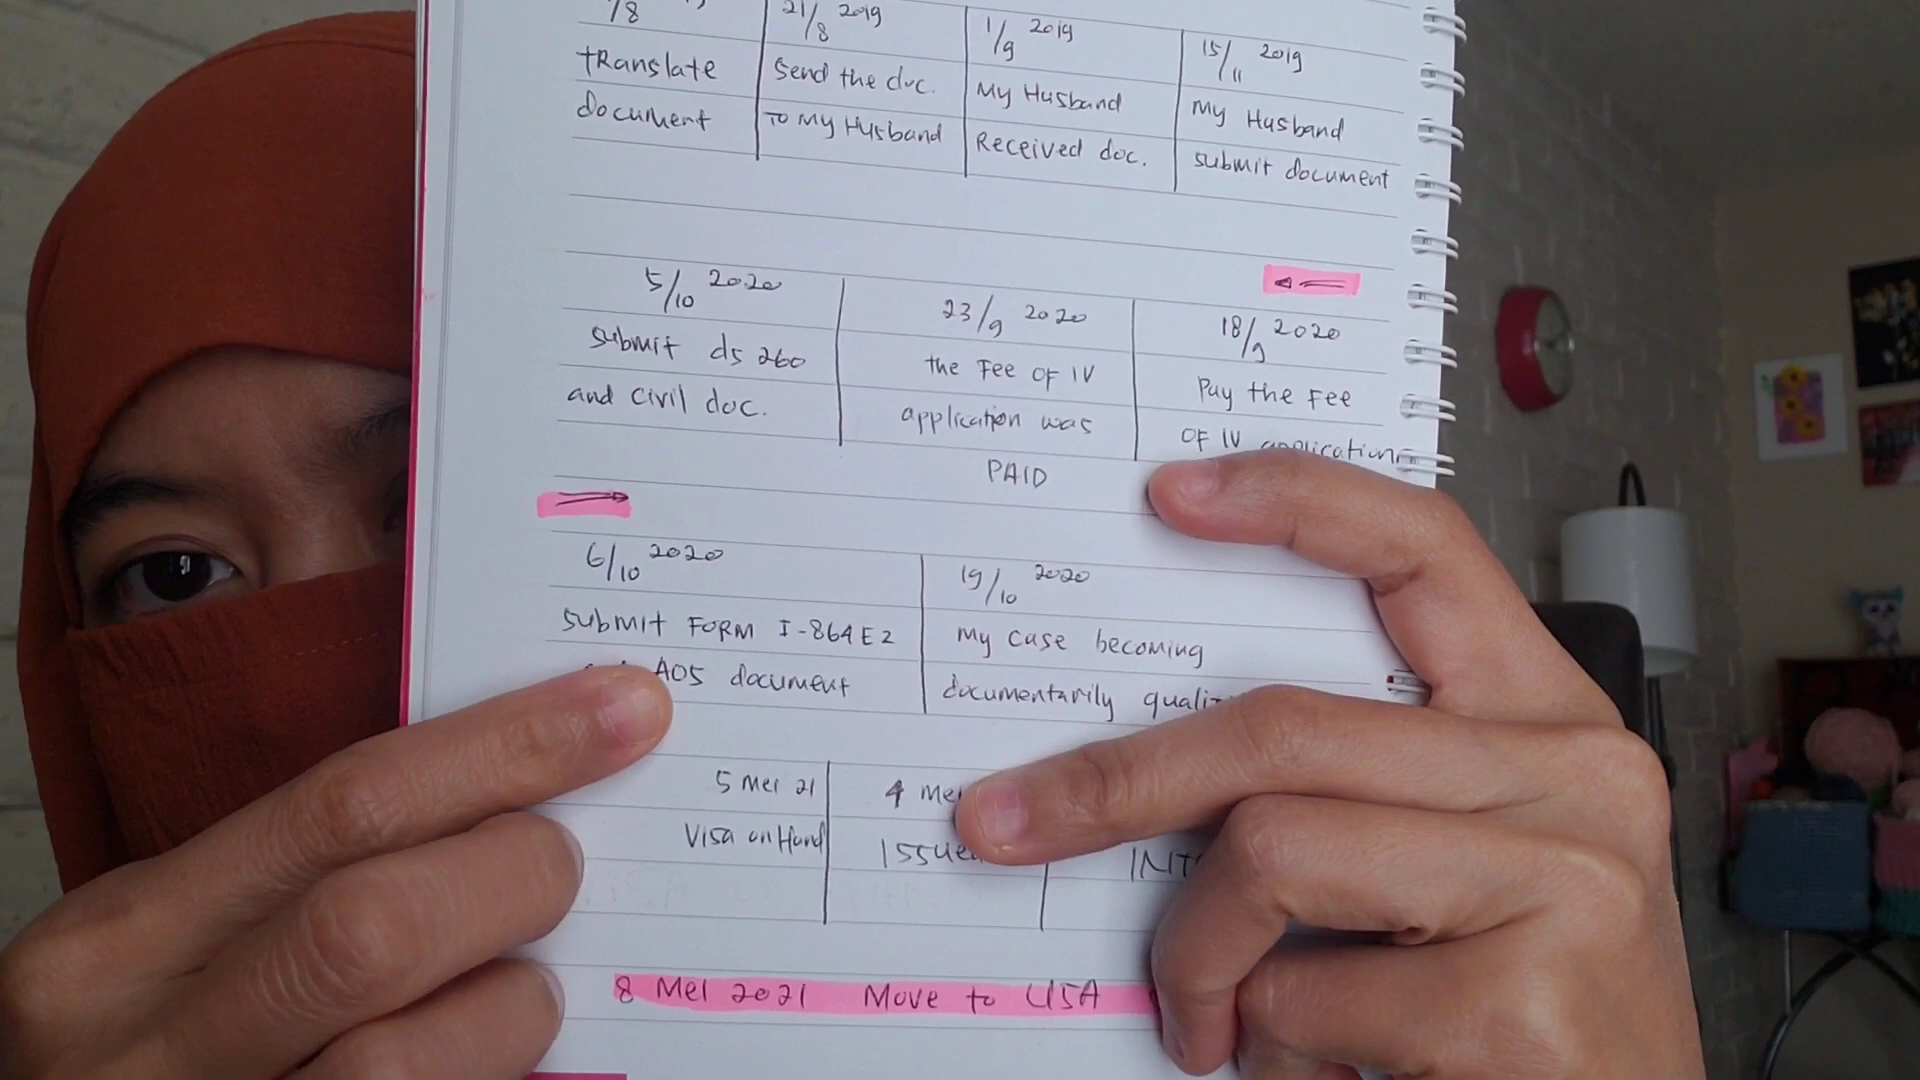 /8
21/8 2019
1/9 2019
15/11 2019
translate
document
Send the doc.
To My Husband
My Husband
Received doc.
My Husband
submit document
5/10 2020
submit ds 260
and civil doc.
23/9 2020
the Fee OF IV
application was
PAID
18/9 2020
Pay the Fee
OF IV application
6/10 2020
submit FORM I-864EZ
AOS document
19/10 2020
My case becoming
documentarily
5 Mei 21
Visa on Hand
4 Mei
Issued
8 Mei 2021 Move to USA